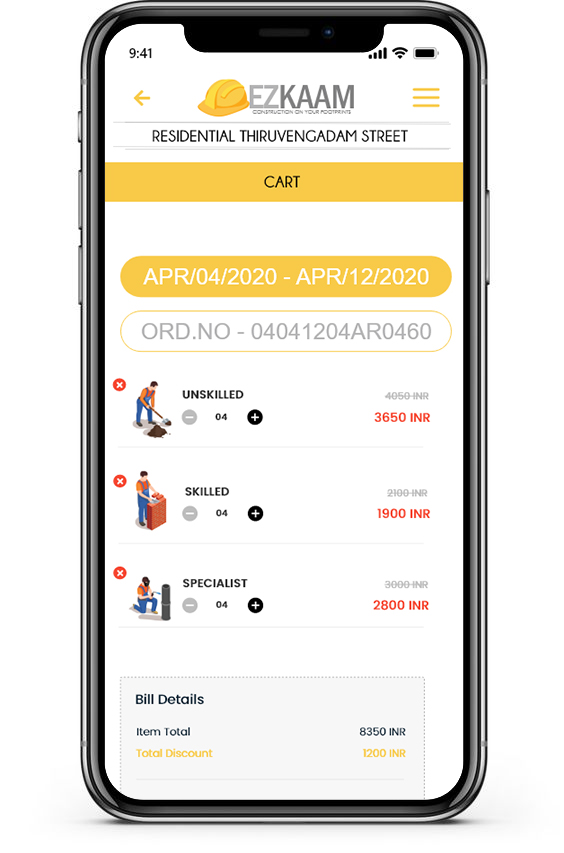 9:41
EZKAAM
CONSTRUCTION ON YOUR FOOTPRINTS
RESIDENTIAL THIRUVENGADAM STREET
CART
APR/04/2020 - APR/12/2020
ORD.NO - 04041204AR0460
UNSKILLED
4050 INR
04
3650 INR
SKILLED
2100 INR
04
1900 INR
SPECIALIST
3000 INR
04
2800 INR
Bill Details
Item Total 8350 INR
Total Discount 1200 INR